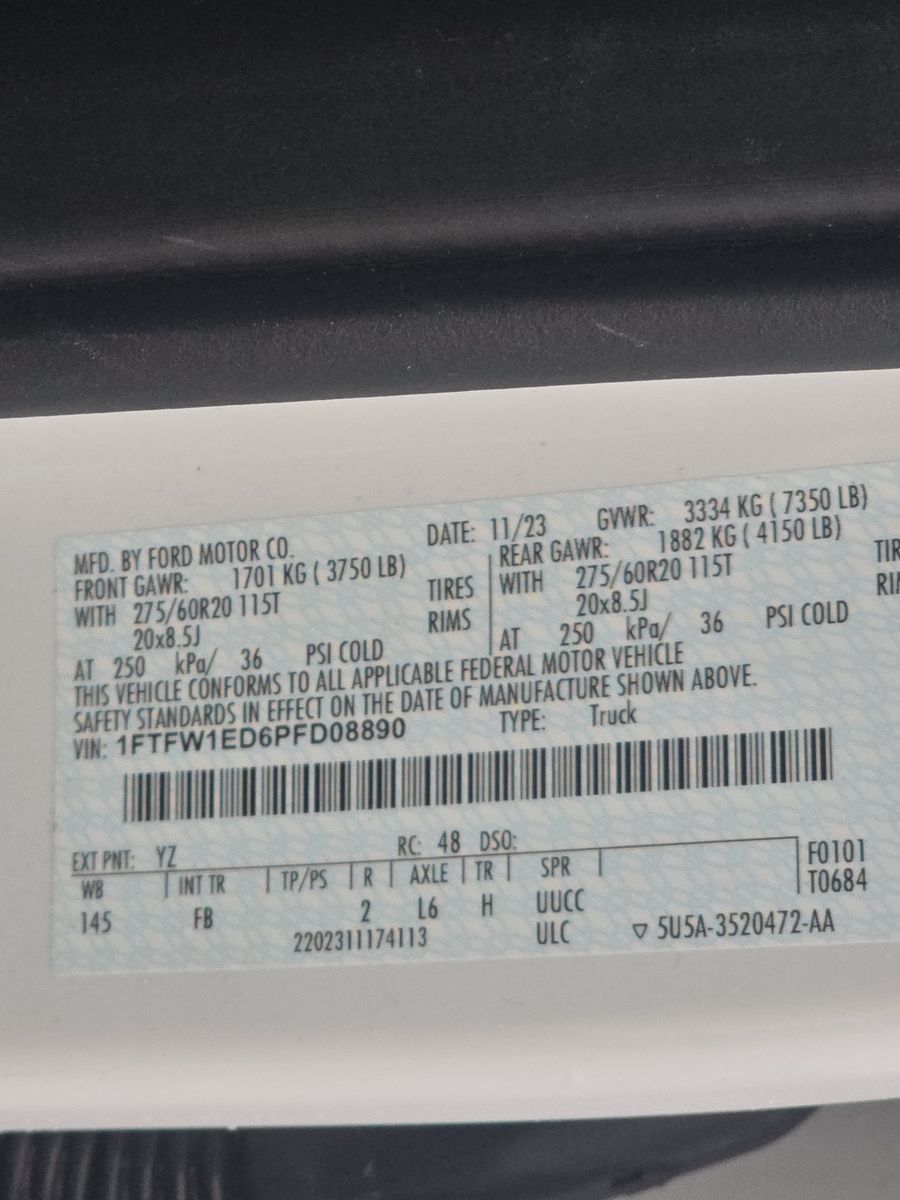 MFD. BY FORD MOTOR CO. DATE: 11/23 GVWR: 3334 KG ( 7350 LB)
FRONT GAWR: 1701 KG ( 3750 LB) REAR GAWR: 1882 KG ( 4150 LB)
WITH 275/60R20 115T TIRES WITH 275/60R20 115T TIR
20x8.5J RIMS 20x8.5J RI
AT 250 kPa/ 36 PSI COLD AT 250 kPa/ 36 PSI COLD
THIS VEHICLE CONFORMS TO ALL APPLICABLE FEDERAL MOTOR VEHICLE
SAFETY STANDARDS IN EFFECT ON THE DATE OF MANUFACTURE SHOWN ABOVE.
VIN: 1FTFW1ED6PFD08890 TYPE: Truck
EXT PNT: YZ RC: 48 DSO:
WB INT TR TP/PS R AXLE TR SPR F0101
145 FB 2 L6 H UUCC T0684
2202311174113 ULC ▽ 5U5A-3520472-AA